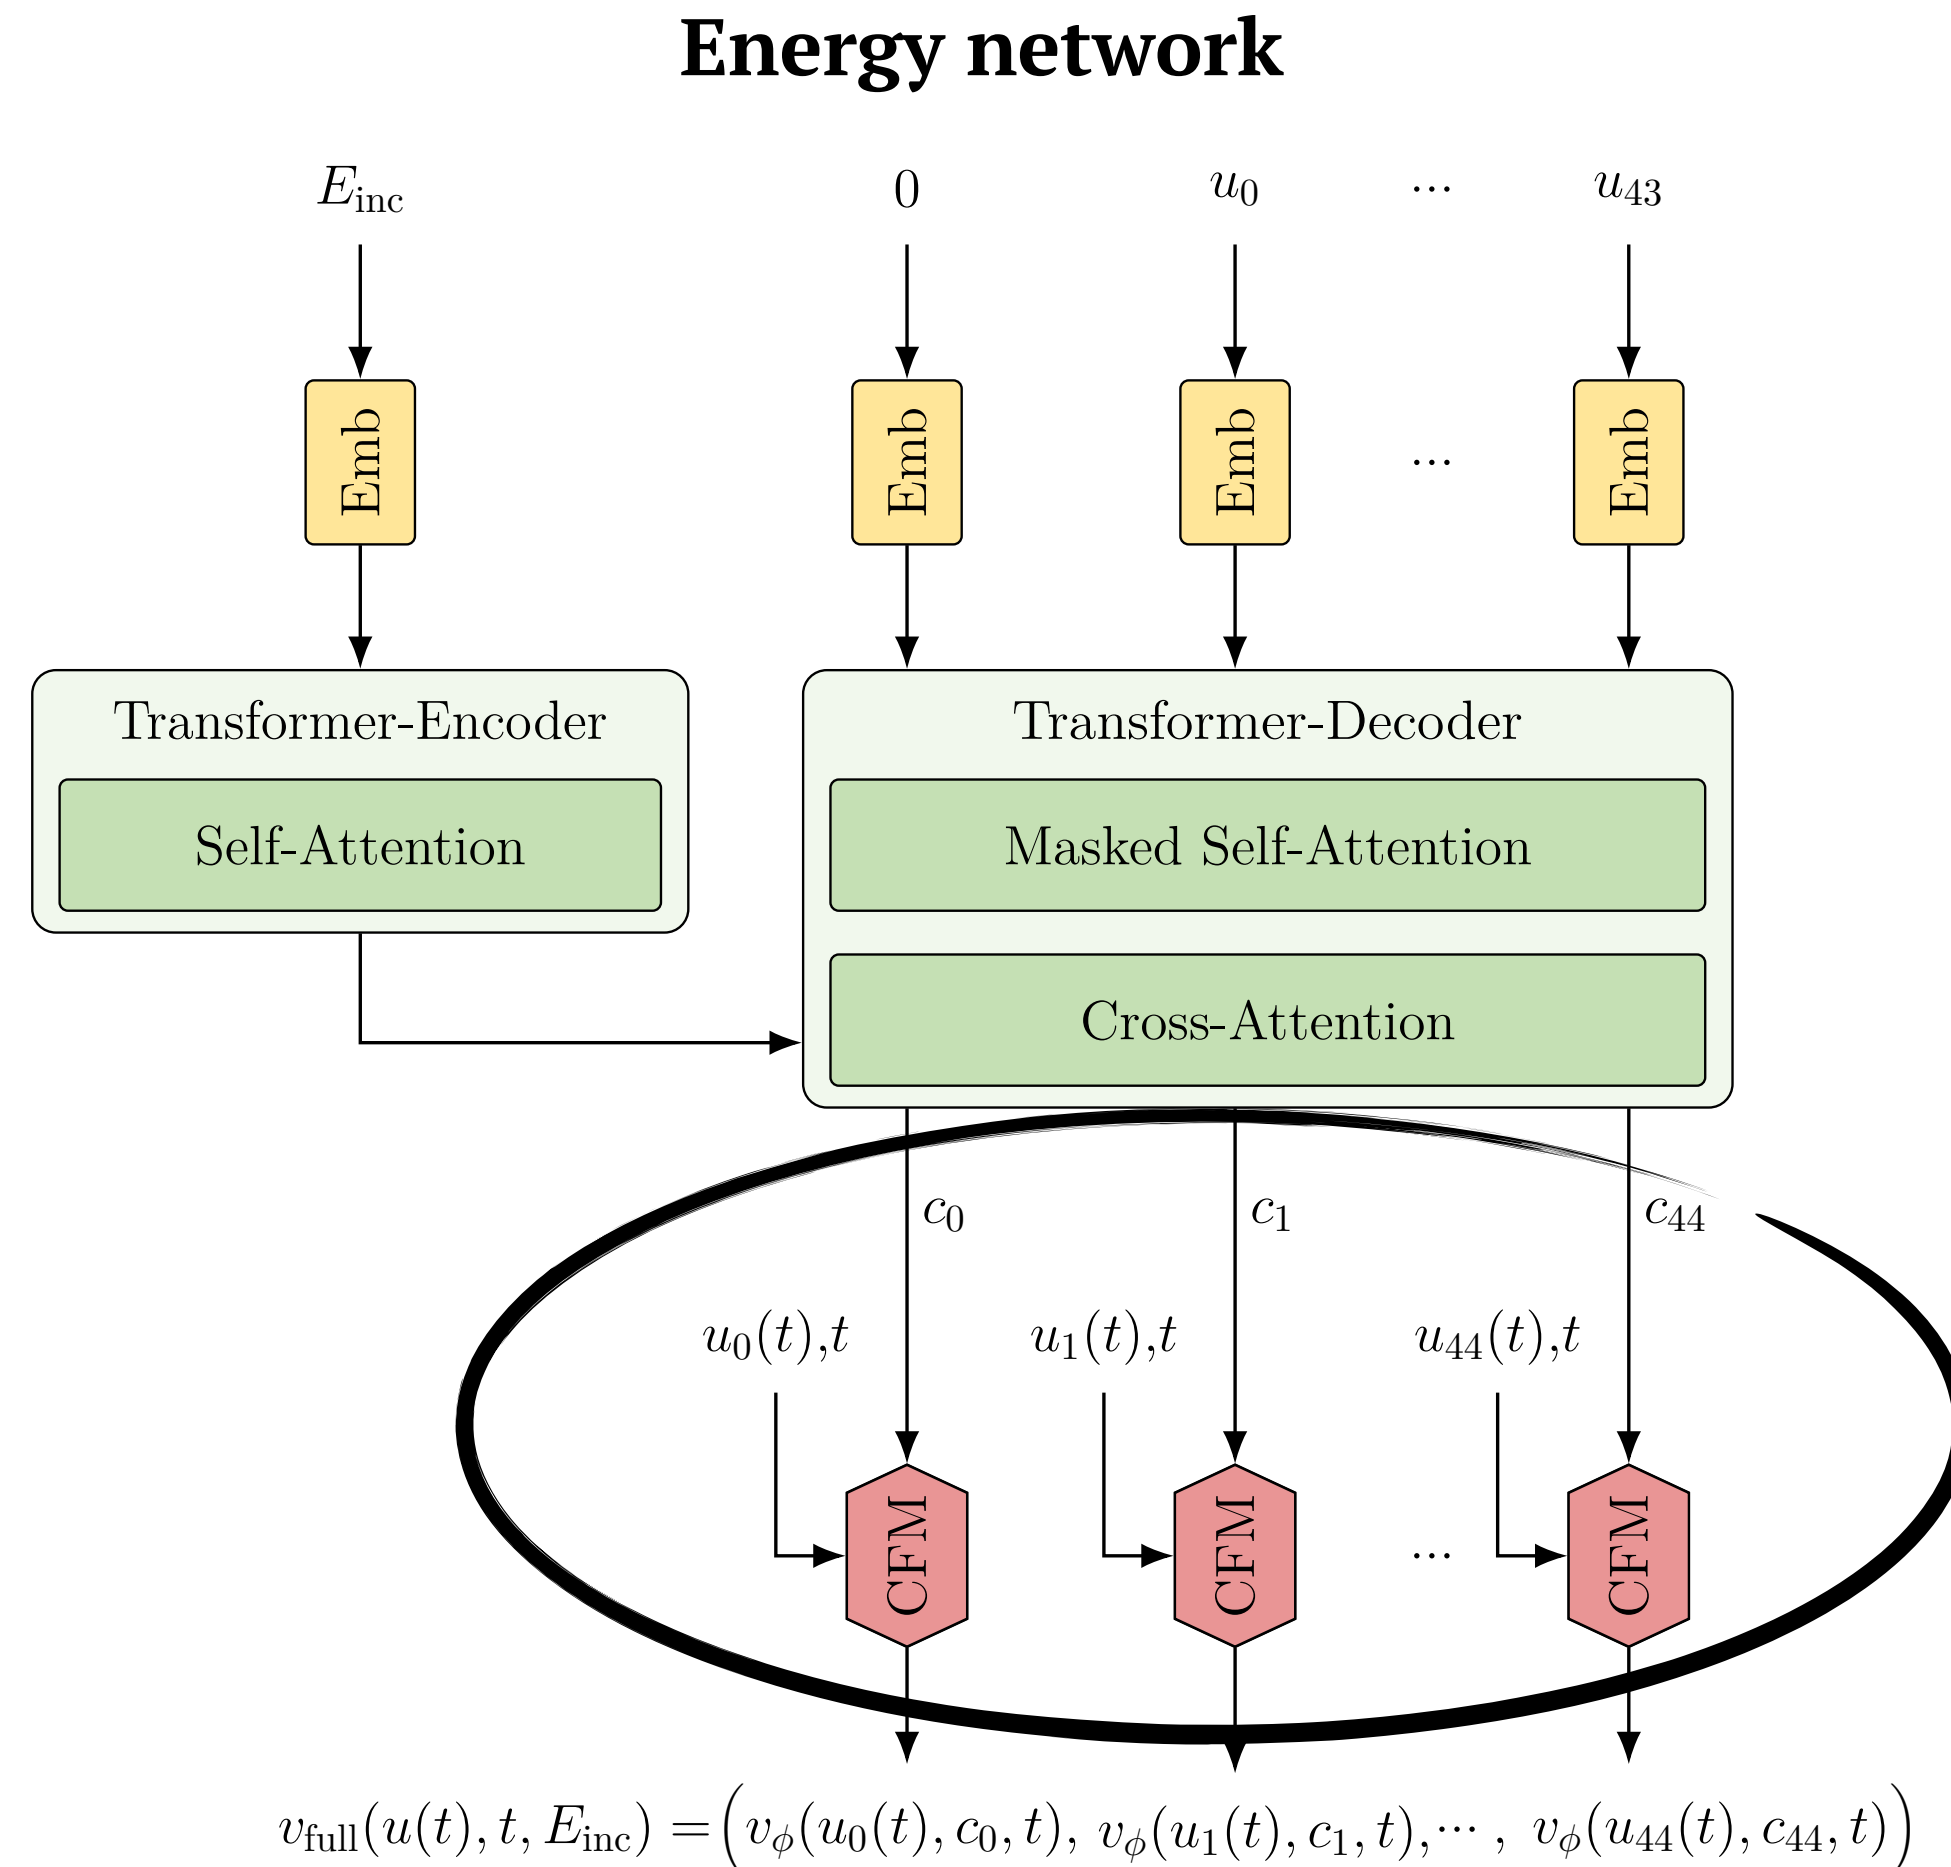 Energy network
E_inc 0 u_0 ... u_43
Emb Emb Emb ... Emb
Transformer-Encoder Transformer-Decoder
Self-Attention Masked Self-Attention
Cross-Attention
c_0 c_1 c_44
u_0(t),t u_1(t),t u_44(t),t
CFM CFM ... CFM
v_full(u(t), t, E_inc) = (v_ϕ(u_0(t), c_0, t), v_ϕ(u_1(t), c_1, t), ⋯ , v_ϕ(u_44(t), c_44, t))